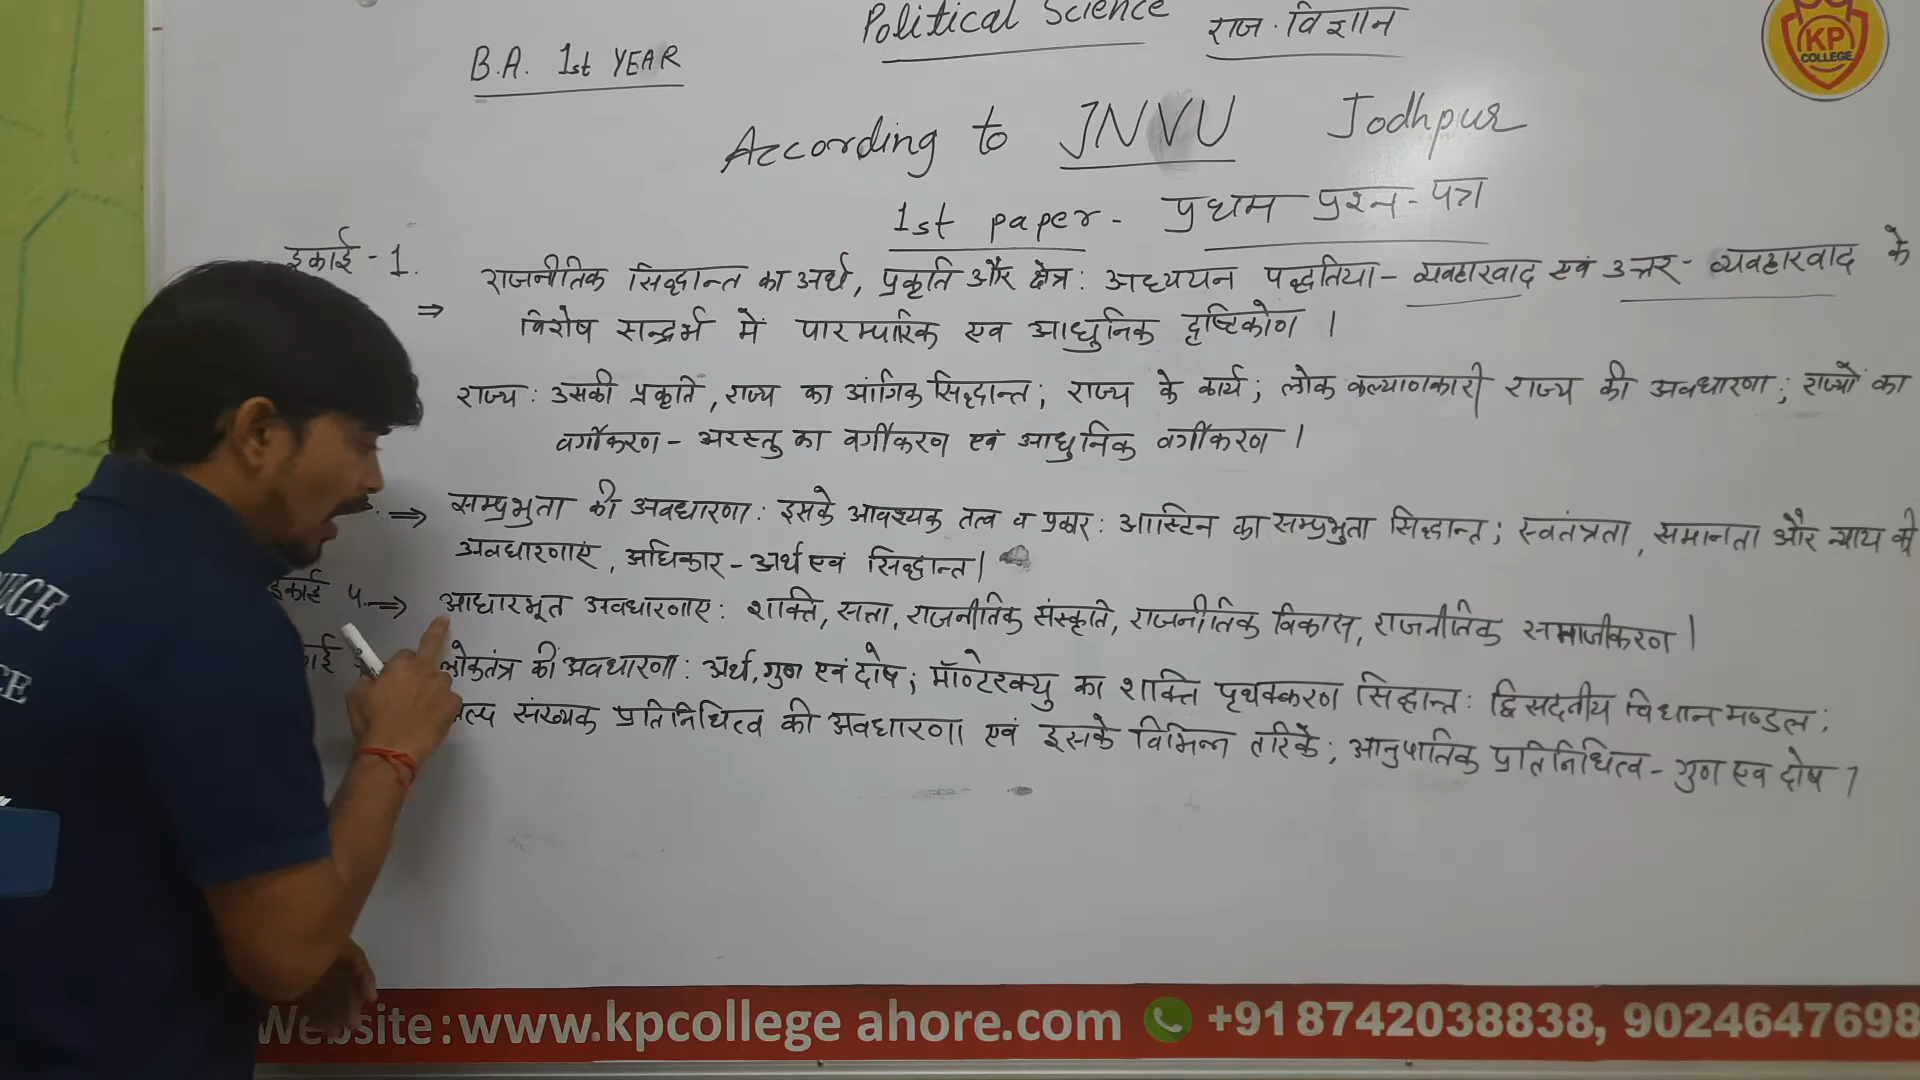 Political Science राज. विज्ञान
B.A. 1st YEAR
KP
COLLEGE
According to JNVU Jodhpur
1st paper - प्रथम प्रश्न - पत्र
इकाई - 1.
राजनीतिक सिद्धान्त का अर्थ, प्रकृति और क्षेत्र : अध्ययन पद्धतिया - व्यवहारवाद एवं उत्तर - व्यवहारवाद के
⇒ विशेष सन्दर्भ में पारम्परिक एव आधुनिक दृष्टिकोण ।
राज्य : उसकी प्रकृति, राज्य का आंगिक सिद्धान्त; राज्य के कार्य; लोक कल्याणकारी राज्य की अवधारणा; राज्यों का
वर्गीकरण - अरस्तु का वर्गीकरण एवं आधुनिक वर्गीकरण ।
⇒ सम्प्रभुता की अवधारणा : इसके आवश्यक तत्व व प्रकार : आस्टिन का सम्प्रभुता सिद्धान्त; स्वतंत्रता, समानता और न्याय की
अवधारणाएं, अधिकार - अर्थ एवं सिद्धान्त।
इकाई ⇒ आधारभूत अवधारणाए : शक्ति, सत्ता, राजनीतिक संस्कृति, राजनीतिक विकास, राजनीतिक समाजीकरण।
लोकतंत्र की अवधारणा : अर्थ, गुण एवं दोष; मॉण्टेस्क्यु का शक्ति पृथक्करण सिद्धान्त : द्विसदनीय विधान मण्डल;
संख्यक प्रतिनिधित्व की अवधारणा एवं इसके विभिन्न तरिके; आनुपातिक प्रतिनिधित्व - गुण एव दोष ।
Website:www.kpcollege ahore.com +91 8742038838, 9024647698